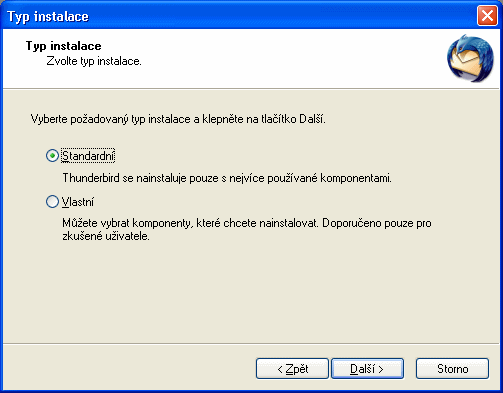 Typ instalace
Typ instalace
Zvolte typ instalace.
Vyberte požadovaný typ instalace a klepněte na tlačítko Další.
Standardní
Thunderbird se nainstaluje pouze s nejvíce používané komponentami.
Vlastní
Můžete vybrat komponenty, které chcete nainstalovat. Doporučeno pouze pro
zkušené uživatele.
< Zpět
Další >
Storno